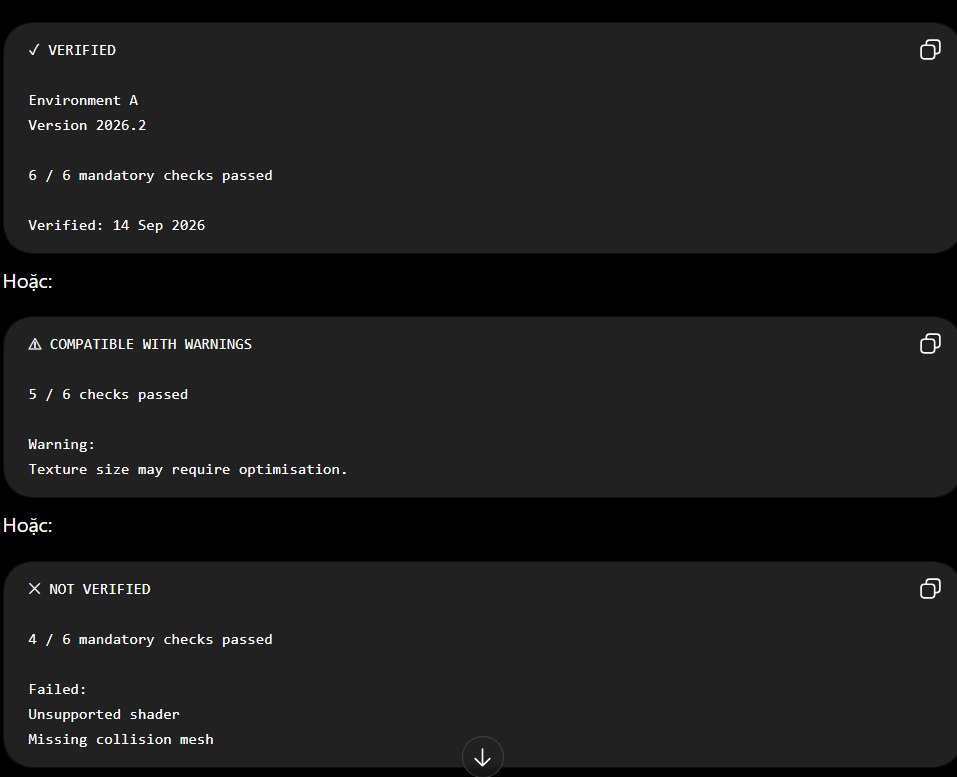 ✓ VERIFIED
Environment A
Version 2026.2
6 / 6 mandatory checks passed
Verified: 14 Sep 2026
Hoặc:
⚠ COMPATIBLE WITH WARNINGS
5 / 6 checks passed
Warning:
Texture size may require optimisation.
Hoặc:
✕ NOT VERIFIED
4 / 6 mandatory checks passed
Failed:
Unsupported shader
Missing collision mesh